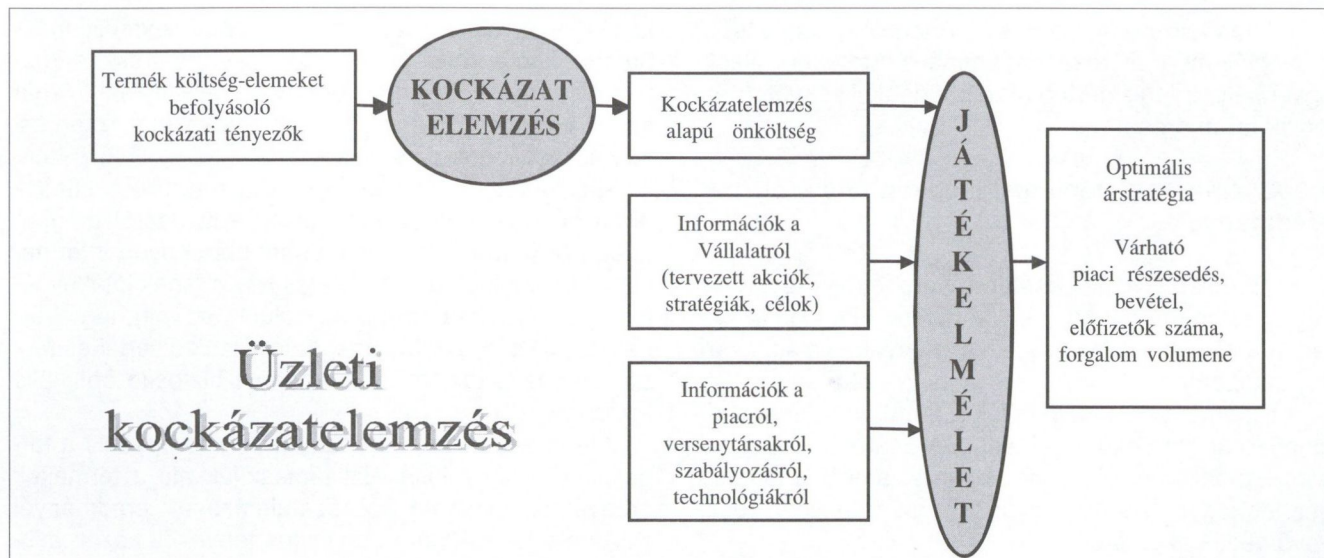 Termék költség-elemeket
befolyásoló
kockázati tényezők
KOCKÁZAT
ELEMZÉS
Kockázatelemzés
alapú önköltség
Információk a
Vállalatról
(tervezett akciók,
stratégiák, célok)
Információk a
piacról,
versenytársakról,
szabályozásról,
technológiákról
JÁTÉKELMÉLET
Optimális
árstratégia
Várható
piaci részesedés,
bevétel,
előfizetők száma,
forgalom volumene
Üzleti
kockázatelemzés